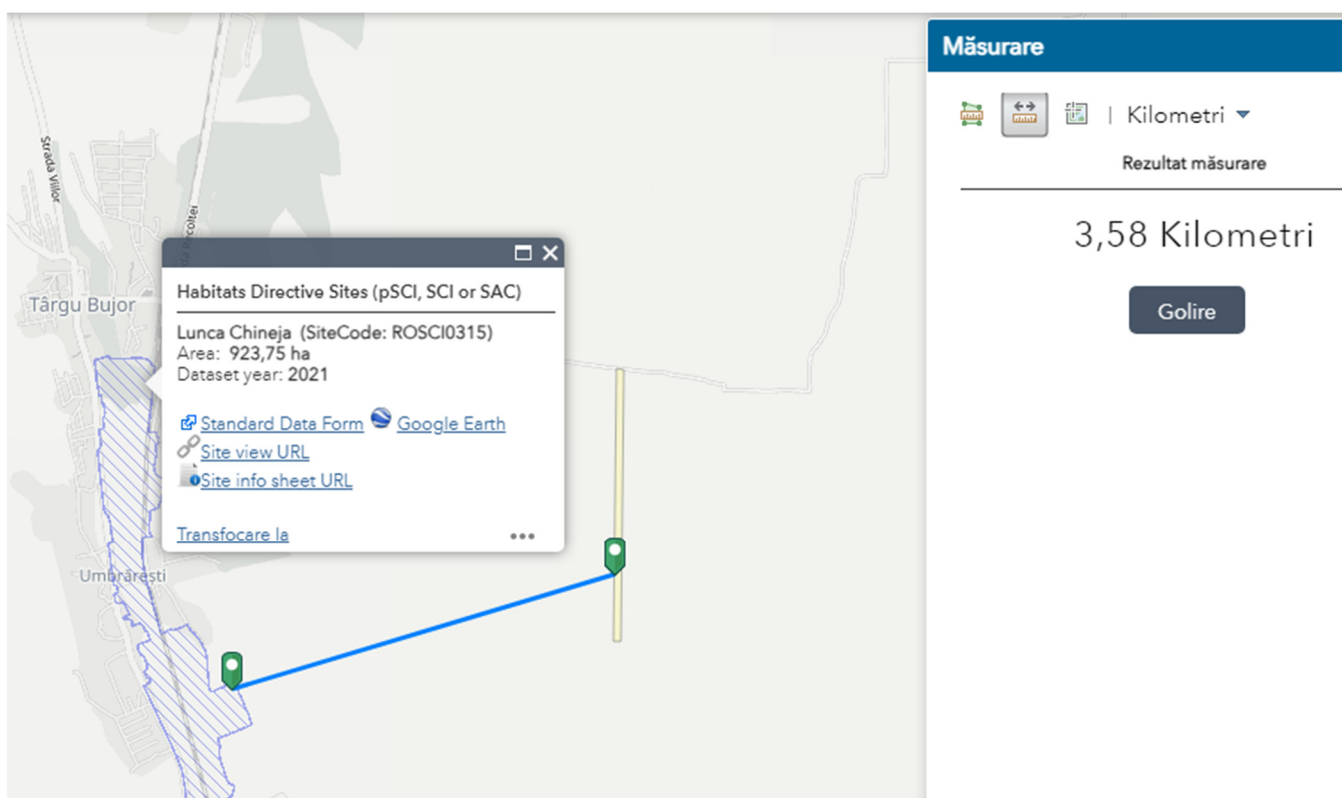 Măsurare
Kilometri
Rezultat măsurare
3,58 Kilometri
Golire
Strada Viilor
Recoltei
Târgu Bujor
Umbrărești
Habitats Directive Sites (pSCI, SCI or SAC)
Lunca Chineja (SiteCode: ROSCI0315)
Area: 923,75 ha
Dataset year: 2021
Standard Data Form Google Earth
Site view URL
Site info sheet URL
Transfocare la